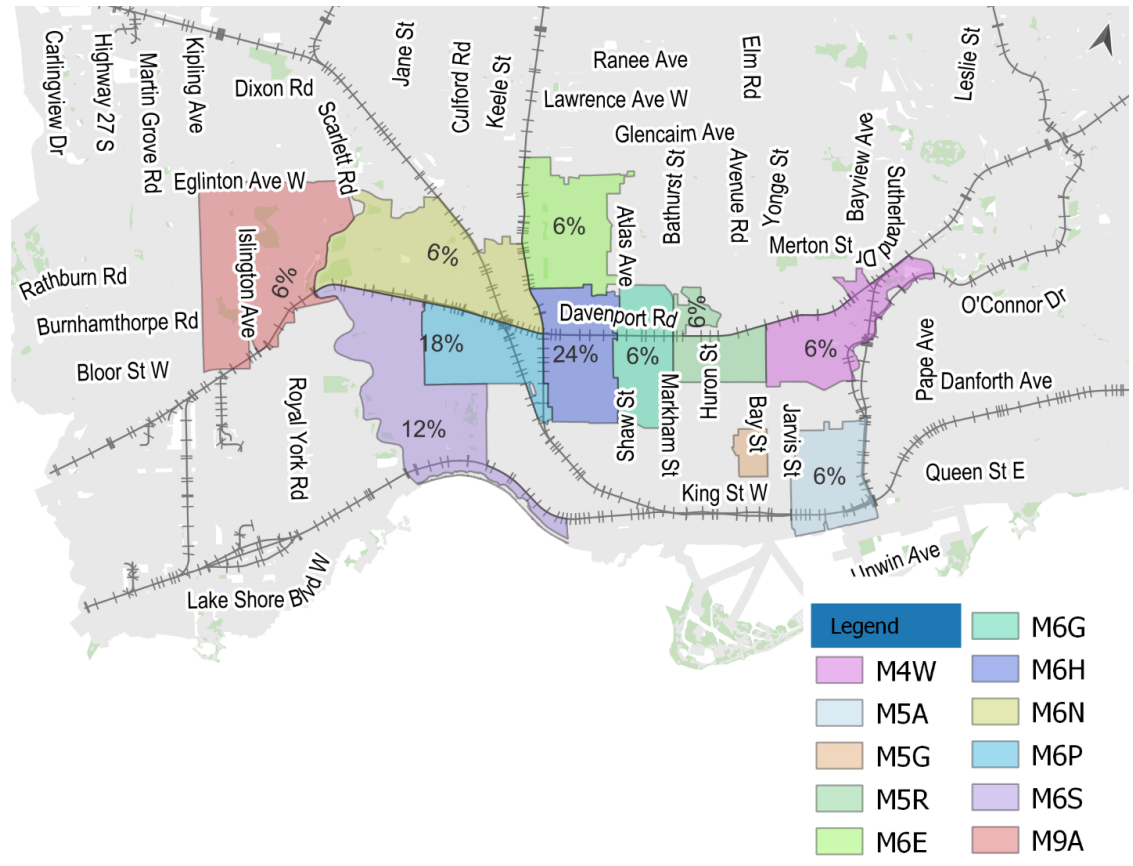 Carlingview Dr
Highway 27 S
Martin Grove Rd
Kipling Ave
Dixon Rd
Scarlett Rd
Jane St
Culford Rd
Keele St
Ranee Ave
Lawrence Ave W
Glencairn Ave
Elm Rd
Leslie St
Bathurst St
Avenue Rd
Yonge St
Bayview Ave
Sutherland Dr
Merton St
Eglinton Ave W
Islington Ave
Atlas Ave
Rathburn Rd
Burnhamthorpe Rd
Bloor St W
Royal York Rd
Davenport Rd
O'Connor Dr
Pape Ave
Danforth Ave
Huron St
Markham St
Shaw St
Bay St
Jarvis St
King St W
Queen St E
Unwin Ave
Lake Shore Blvd W
6%
6%
6%
6%
18%
24%
6%
6%
12%
6%
Legend
M4W
M5A
M5G
M5R
M6E
M6G
M6H
M6N
M6P
M6S
M9A